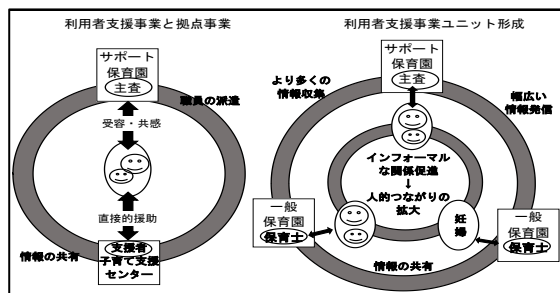 利用者支援事業と拠点事業
サポート
保育園
主査
職員の派遣
受容・共感
直接的援助
支援者
子育て支援
センター
情報の共有
利用者支援事業ユニット形成
サポート
保育園
主査
より多くの
情報収集
幅広い
情報発信
インフォーマル
な関係促進
↓
人的つながりの
拡大
一般
保育園
保育士
妊婦
一般
保育園
保育士
情報の共有